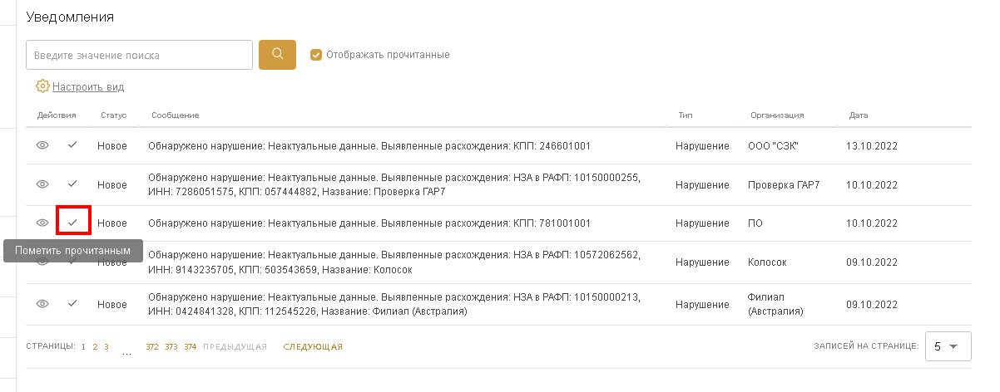 Уведомления
Введите значение поиска
Отображать прочитанные
Настроить вид
Действия Статус Сообщение Тип Организация Дата
Новое Обнаружено нарушение: Неактуальные данные. Выявленные расхождения: КПП: 246601001 Нарушение ООО "СЗК" 13.10.2022
Новое Обнаружено нарушение: Неактуальные данные. Выявленные расхождения: НЗА в РАФП: 10150000255,
ИНН: 7286051575, КПП: 057444882, Название: Проверка ГАР7 Нарушение Проверка ГАР7 10.10.2022
Новое Обнаружено нарушение: Неактуальные данные. Выявленные расхождения: КПП: 781001001 Нарушение ПО 10.10.2022
Пометить прочитанным
Новое Обнаружено нарушение: Неактуальные данные. Выявленные расхождения: НЗА в РАФП: 10572062562,
ИНН: 9143235705, КПП: 503543659, Название: Колосок Нарушение Колосок 09.10.2022
Новое Обнаружено нарушение: Неактуальные данные. Выявленные расхождения: НЗА в РАФП: 10150000213,
ИНН: 0424841328, КПП: 112545226, Название: Филиал (Австралия) Нарушение Филиал
(Австралия) 09.10.2022
СТРАНИЦЫ: 1 2 3 ... 372 373 374 ПРЕДЫДУЩАЯ СЛЕДУЮЩАЯ ЗАПИСЕЙ НА СТРАНИЦЕ: 5